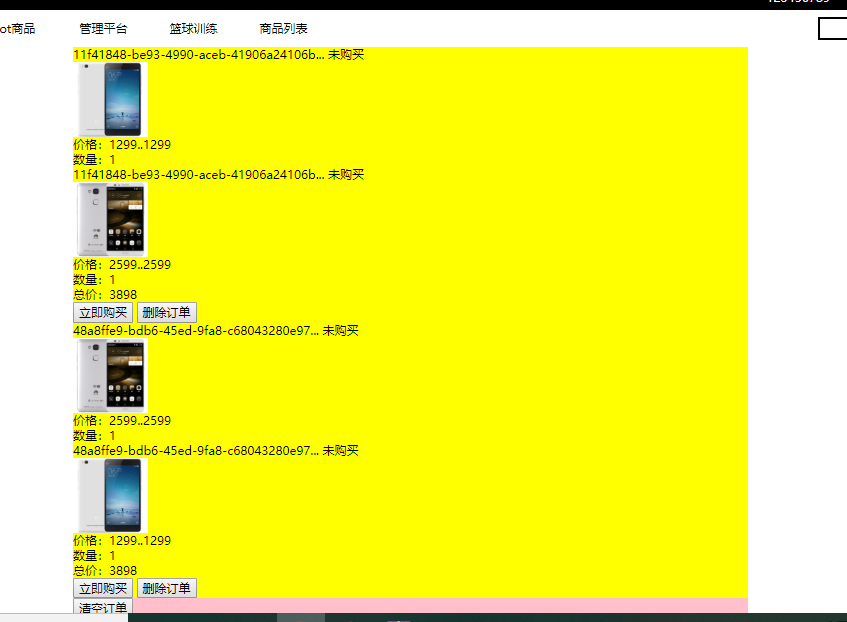 ot商品 管理平台 篮球训练 商品列表
11f41848-be93-4990-aceb-41906a24106b... 未购买
价格：1299..1299
数量：1
11f41848-be93-4990-aceb-41906a24106b... 未购买
价格：2599..2599
数量：1
总价：3898
立即购买 删除订单
48a8ffe9-bdb6-45ed-9fa8-c68043280e97... 未购买
价格：2599..2599
数量：1
48a8ffe9-bdb6-45ed-9fa8-c68043280e97... 未购买
价格：1299..1299
数量：1
总价：3898
立即购买 删除订单
清空订单